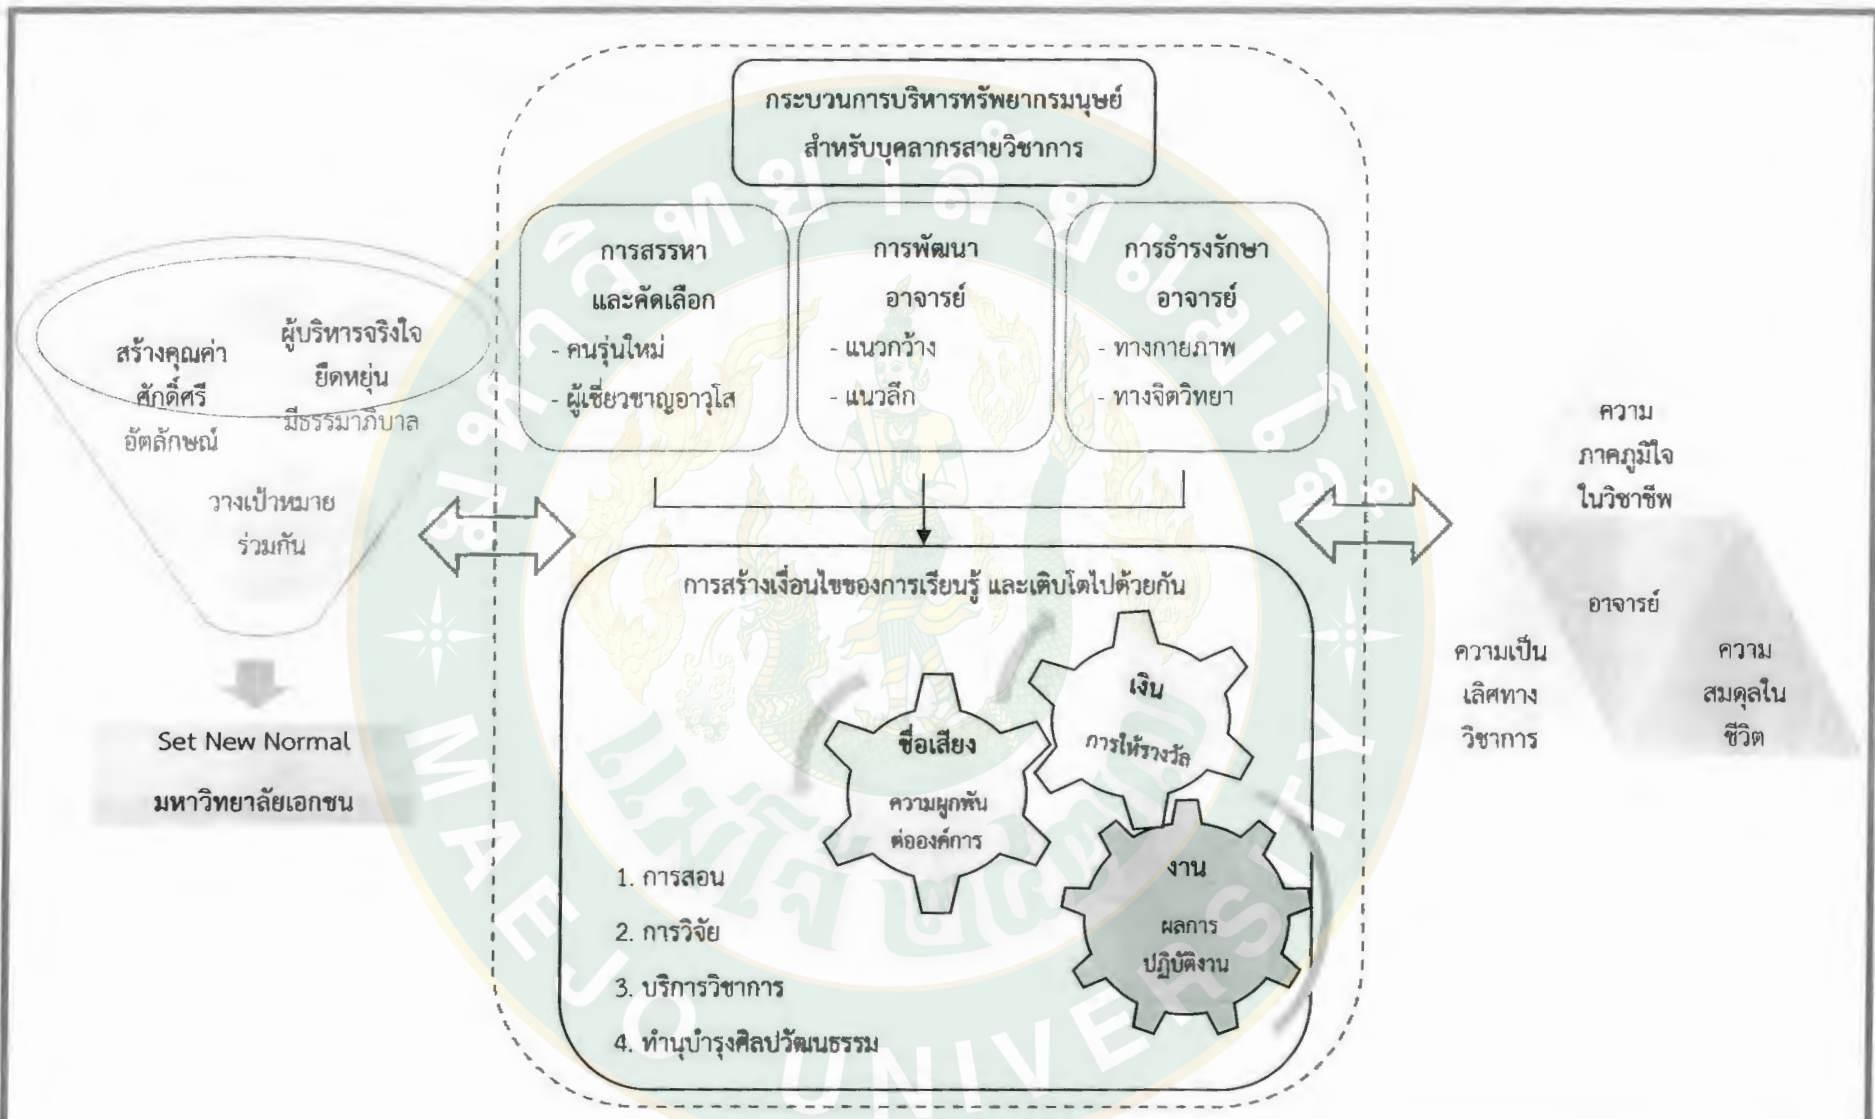 กระบวนการบริหารทรัพยากรมนุษย์
สำหรับบุคลากรสายวิชาการ
การสรรหา
และคัดเลือก
- คนรุ่นใหม่
- ผู้เชี่ยวชาญอาวุโส
การพัฒนา
อาจารย์
- แนวกว้าง
- แนวลึก
การธำรงรักษา
อาจารย์
- ทางกายภาพ
- ทางจิตวิทยา
สร้างคุณค่า
ศักดิ์ศรี
อัตลักษณ์
ผู้บริหารจริงใจ
ยืดหยุ่น
มีธรรมาภิบาล
วางเป้าหมาย
ร่วมกัน
Set New Normal
มหาวิทยาลัยเอกชน
การสร้างเงื่อนไขของการเรียนรู้ และเติบโตไปด้วยกัน
ชื่อเสียง
ความผูกพัน
ต่อองค์การ
เงิน
การให้รางวัล
งาน
ผลการ
ปฏิบัติงาน
1. การสอน
2. การวิจัย
3. บริการวิชาการ
4. ทำนุบำรุงศิลปวัฒนธรรม
ความ
ภาคภูมิใจ
ในวิชาชีพ
อาจารย์
ความเป็น
เลิศทาง
วิชาการ
ความ
สมดุลใน
ชีวิต
มหาวิทยาลัยแม่โจ้
แม่โจ้ ๒๔๗๗
MAEJO UNIVERSITY